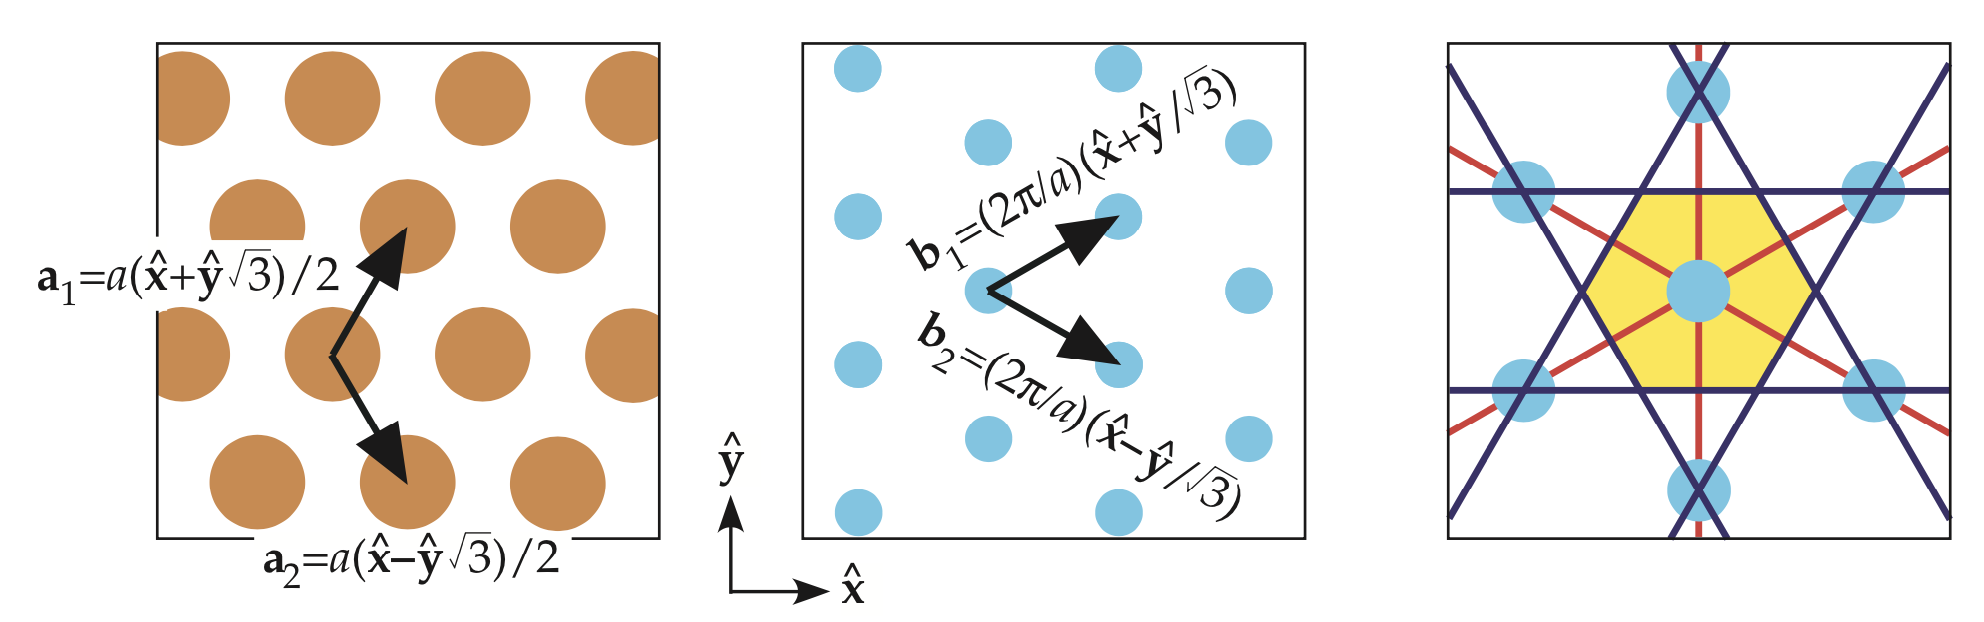 a₁=a(x̂+ŷ√3)/2
a₂=a(x̂−ŷ√3)/2
b₁=(2π/a)(x̂+ŷ/√3)
b₂=(2π/a)(x̂−ŷ/√3)
ŷ
x̂